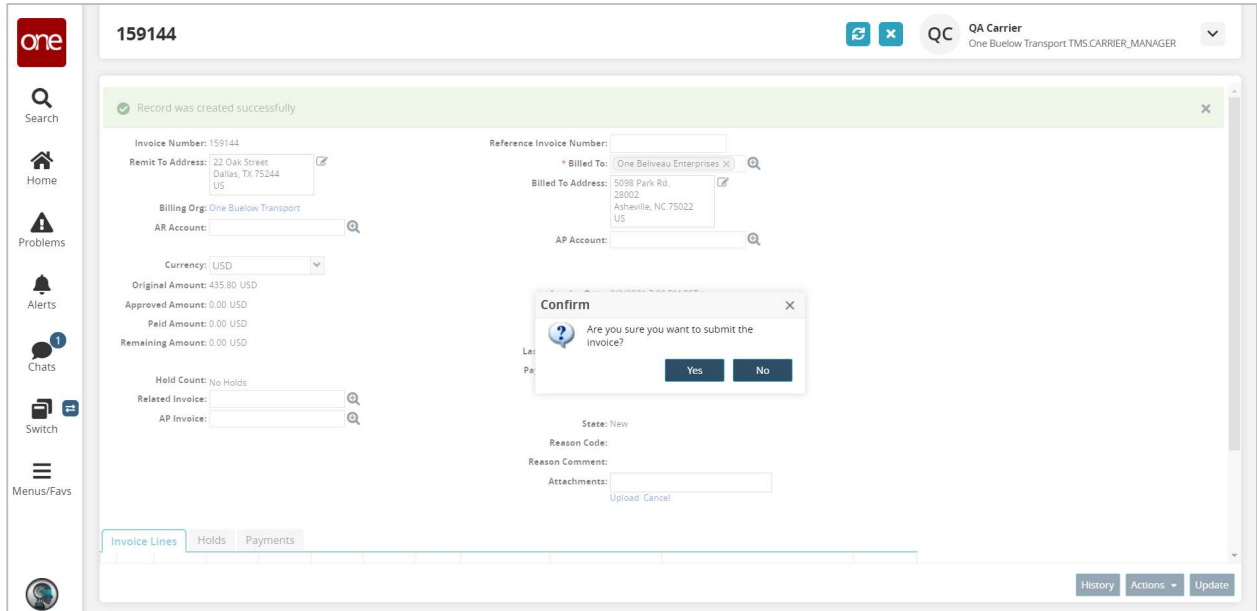 one
159144
QC
QA Carrier
One Buelow Transport TMS.CARRIER_MANAGER
Search
Home
Problems
Alerts
1
Chats
Switch
Menus/Favs
Record was created successfully
Invoice Number: 159144
Remit To Address: 22 Oak Street
Dallas, TX 75244
US
Billing Org: One Buelow Transport
AR Account:
Currency: USD
Original Amount: 435.80 USD
Approved Amount: 0.00 USD
Paid Amount: 0.00 USD
Remaining Amount: 0.00 USD
Hold Count: No Holds
Related Invoice:
AP Invoice:
Reference Invoice Number:
* Billed To: One Beliveau Enterprises
Billed To Address: 5098 Park Rd.
28002
Asheville, NC 75022
US
AP Account:
Confirm
Are you sure you want to submit the
invoice?
Yes No
State: New
Reason Code:
Reason Comment:
Attachments:
Upload Cancel
Invoice Lines Holds Payments
History Actions Update